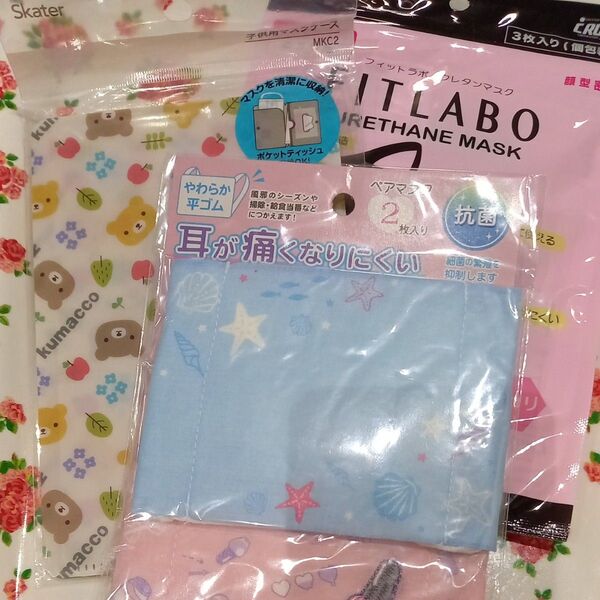 Skater
子供用マスクケース
MKC2
マスクを清潔に収納!
ポケットティッシュ
kumacco
kumacco
kumacco
3枚入り(個包
フィットラボ ウレタンマスク
顔型
ITLABO
URETHANE MASK
やわらか
平ゴム
風邪のシーズンや
掃除・給食当番など
につかえます!
ペアマスク
2
枚入り
抗菌
細菌の繁殖を
抑制します
耳が痛くなりにくい